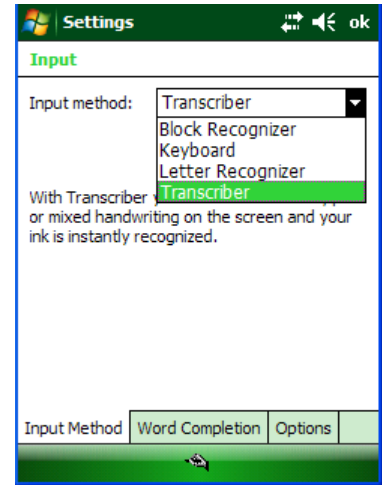 Settings ok
Input
Input method: Transcriber
Block Recognizer
Keyboard
Letter Recognizer
Transcriber
With Transcriber
or mixed handwriting on the screen and your
ink is instantly recognized.
Input Method Word Completion Options